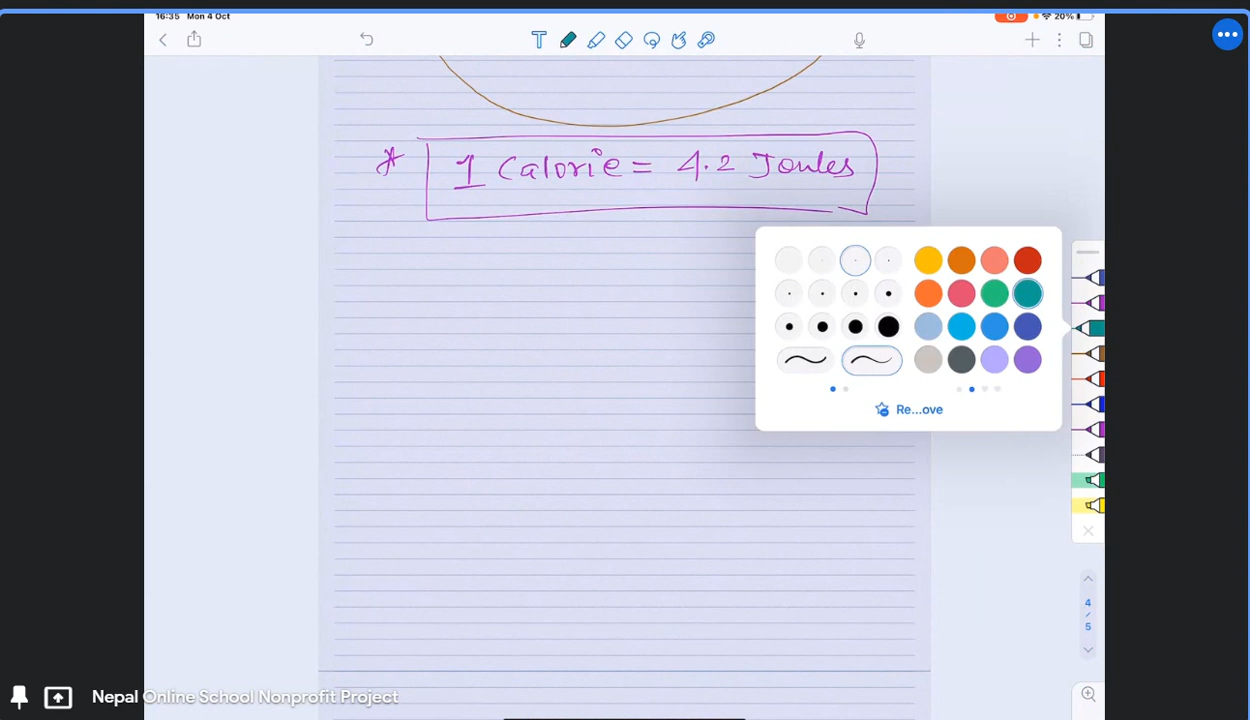 16:35 Mon 4 Oct
20%
T
* 1 Calorie = 4.2 Joules
Re...ove
4
/
5
Nepal Online School Nonprofit Project